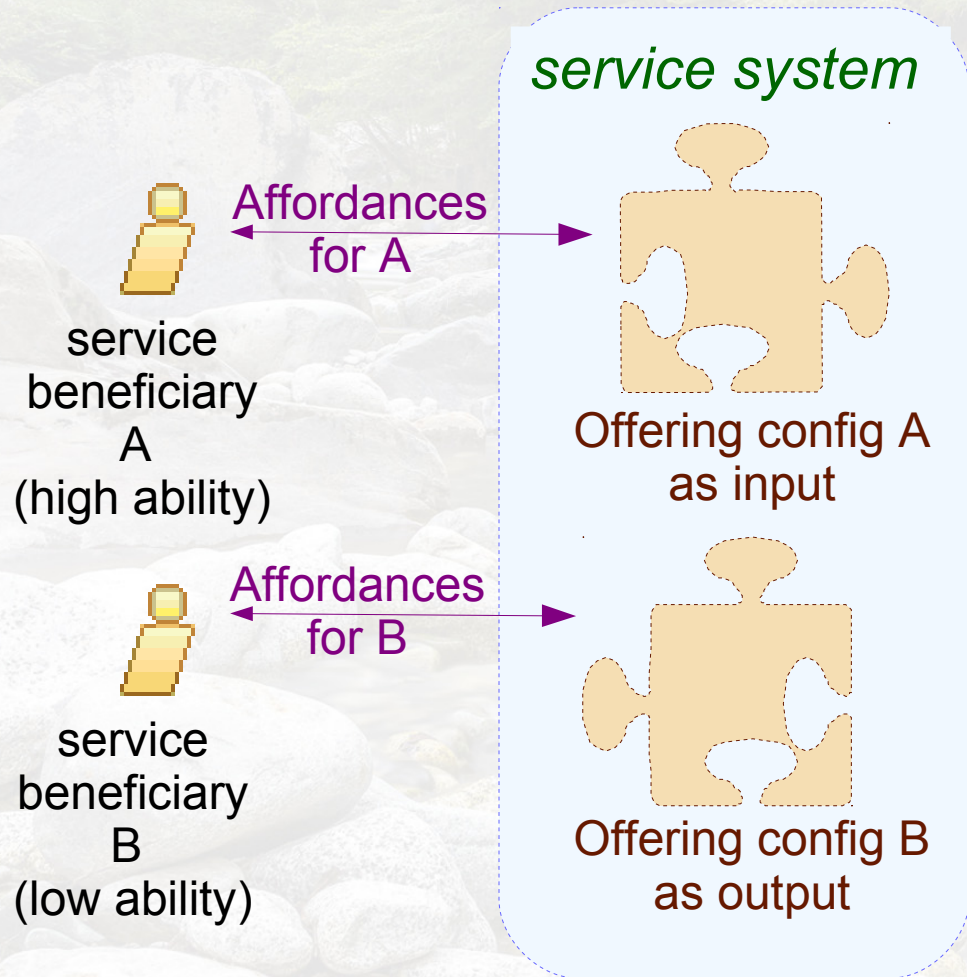 service system
Affordances
for A
service
beneficiary
A
(high ability)
Offering config A
as input
Affordances
for B
service
beneficiary
B
(low ability)
Offering config B
as output